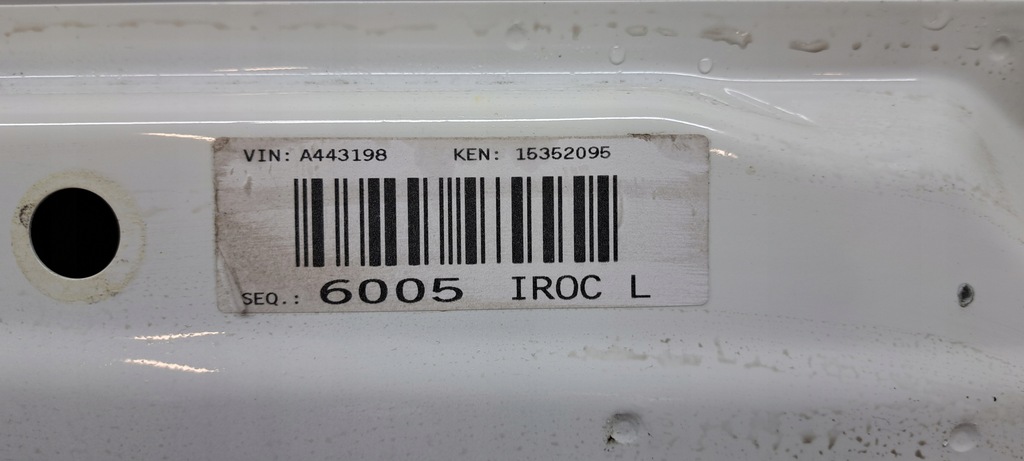 VIN: A443198 KEN: 15352095
SEQ.: 6005 IROC L